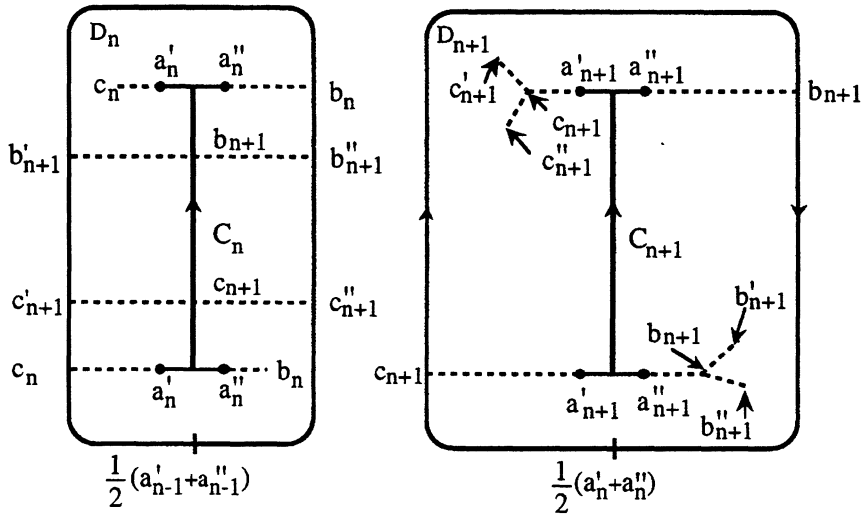 Dₙ
a'ₙ a''ₙ
cₙ bₙ
b'ₙ₊₁ bₙ₊₁ b''ₙ₊₁
Cₙ
c'ₙ₊₁ cₙ₊₁ c''ₙ₊₁
cₙ bₙ
a'ₙ a''ₙ
½(a'ₙ₋₁+a''ₙ₋₁)
Dₙ₊₁
a'ₙ₊₁ a''ₙ₊₁
c'ₙ₊₁ bₙ₊₁
cₙ₊₁
c''ₙ₊₁
Cₙ₊₁
b'ₙ₊₁
bₙ₊₁
cₙ₊₁
a'ₙ₊₁ a''ₙ₊₁
b''ₙ₊₁
½(a'ₙ+a''ₙ)